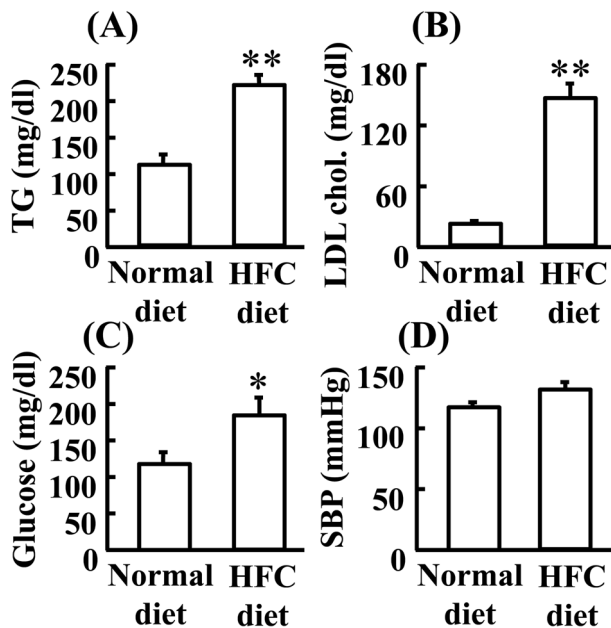 (A)
TG (mg/dl)
250
200
150
100
50
0
**
Normal diet
HFC diet
(B)
LDL chol. (mg/dl)
180
120
60
0
**
Normal diet
HFC diet
(C)
Glucose (mg/dl)
250
200
150
100
50
0
*
Normal diet
HFC diet
(D)
SBP (mmHg)
150
100
50
0
Normal diet
HFC diet